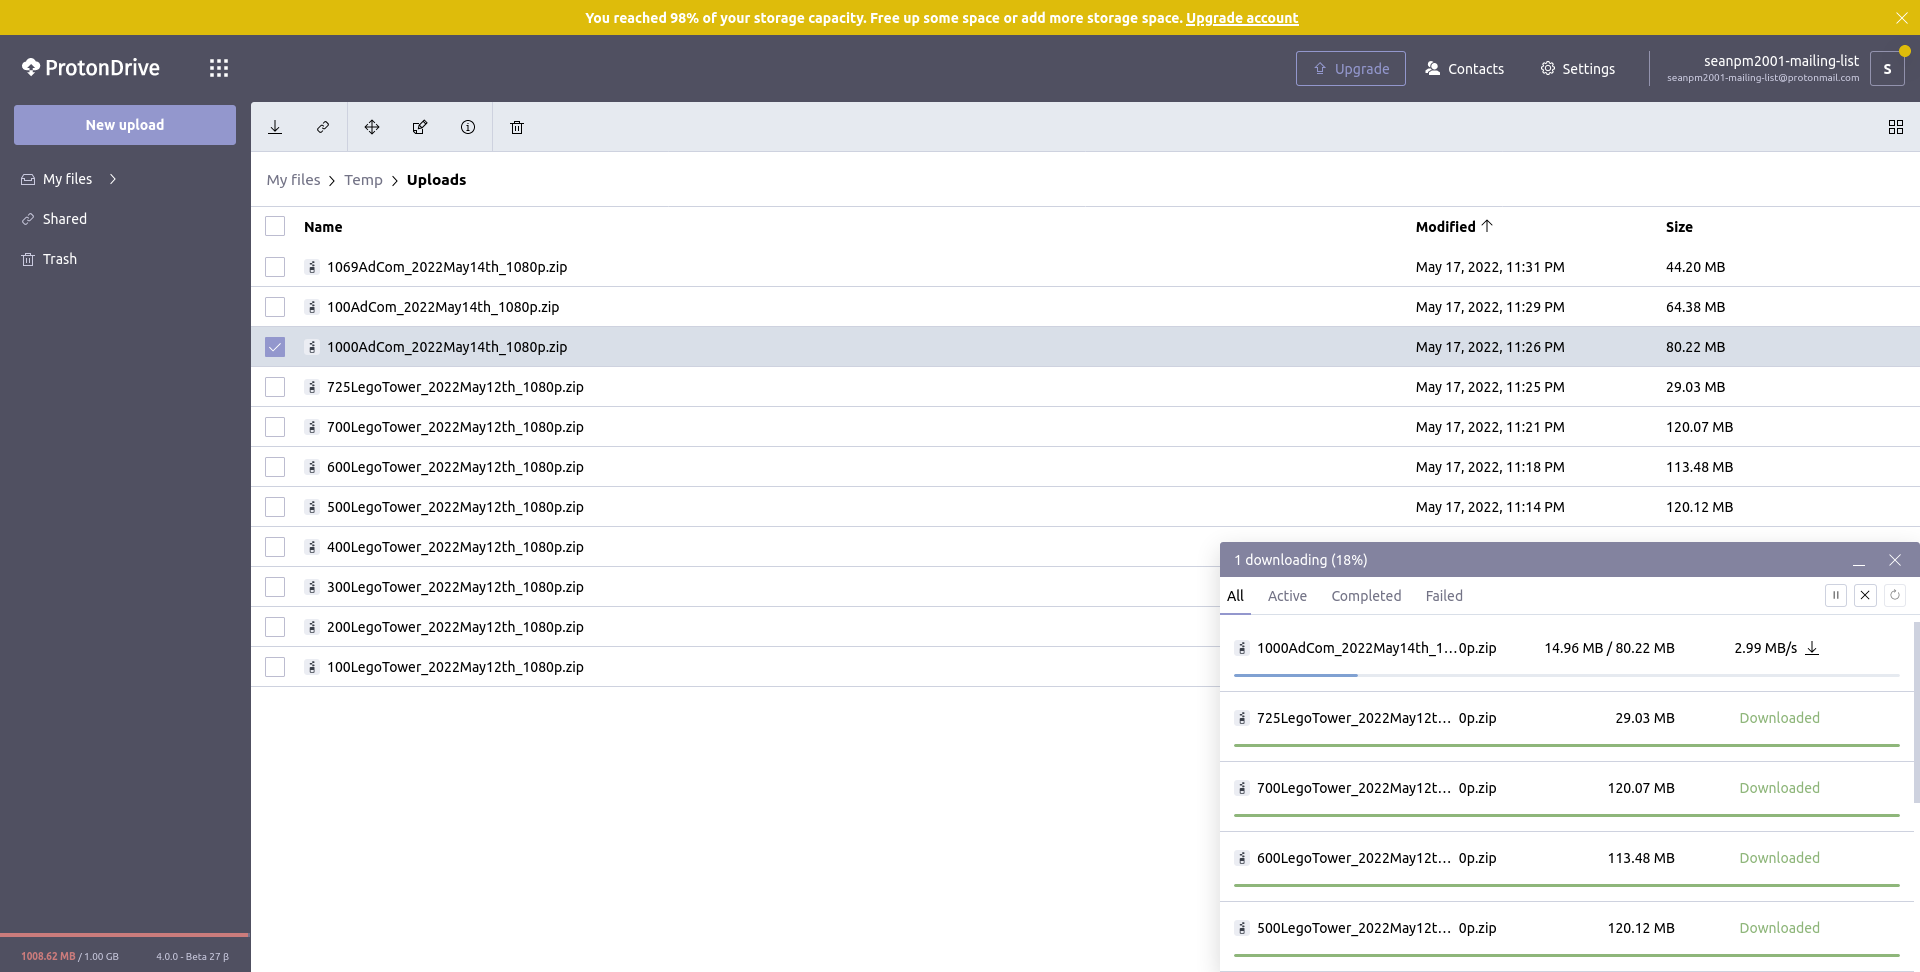 You reached 98% of your storage capacity. Free up some space or add more storage space. Upgrade account
ProtonDrive
Upgrade
Contacts
Settings
seanpm2001-mailing-list
seanpm2001-mailing-list@protonmail.com
S
New upload
My files
Shared
Trash
My files > Temp > Uploads
Name Modified Size
1069AdCom_2022May14th_1080p.zip May 17, 2022, 11:31 PM 44.20 MB
100AdCom_2022May14th_1080p.zip May 17, 2022, 11:29 PM 64.38 MB
1000AdCom_2022May14th_1080p.zip May 17, 2022, 11:26 PM 80.22 MB
725LegoTower_2022May12th_1080p.zip May 17, 2022, 11:25 PM 29.03 MB
700LegoTower_2022May12th_1080p.zip May 17, 2022, 11:21 PM 120.07 MB
600LegoTower_2022May12th_1080p.zip May 17, 2022, 11:18 PM 113.48 MB
500LegoTower_2022May12th_1080p.zip May 17, 2022, 11:14 PM 120.12 MB
400LegoTower_2022May12th_1080p.zip
300LegoTower_2022May12th_1080p.zip
200LegoTower_2022May12th_1080p.zip
100LegoTower_2022May12th_1080p.zip
1 downloading (18%)
All Active Completed Failed
1000AdCom_2022May14th_1...0p.zip 14.96 MB / 80.22 MB 2.99 MB/s
725LegoTower_2022May12t... 0p.zip 29.03 MB Downloaded
700LegoTower_2022May12t... 0p.zip 120.07 MB Downloaded
600LegoTower_2022May12t... 0p.zip 113.48 MB Downloaded
500LegoTower_2022May12t... 0p.zip 120.12 MB Downloaded
1008.62 MB / 1.00 GB 4.0.0 - Beta 27 β